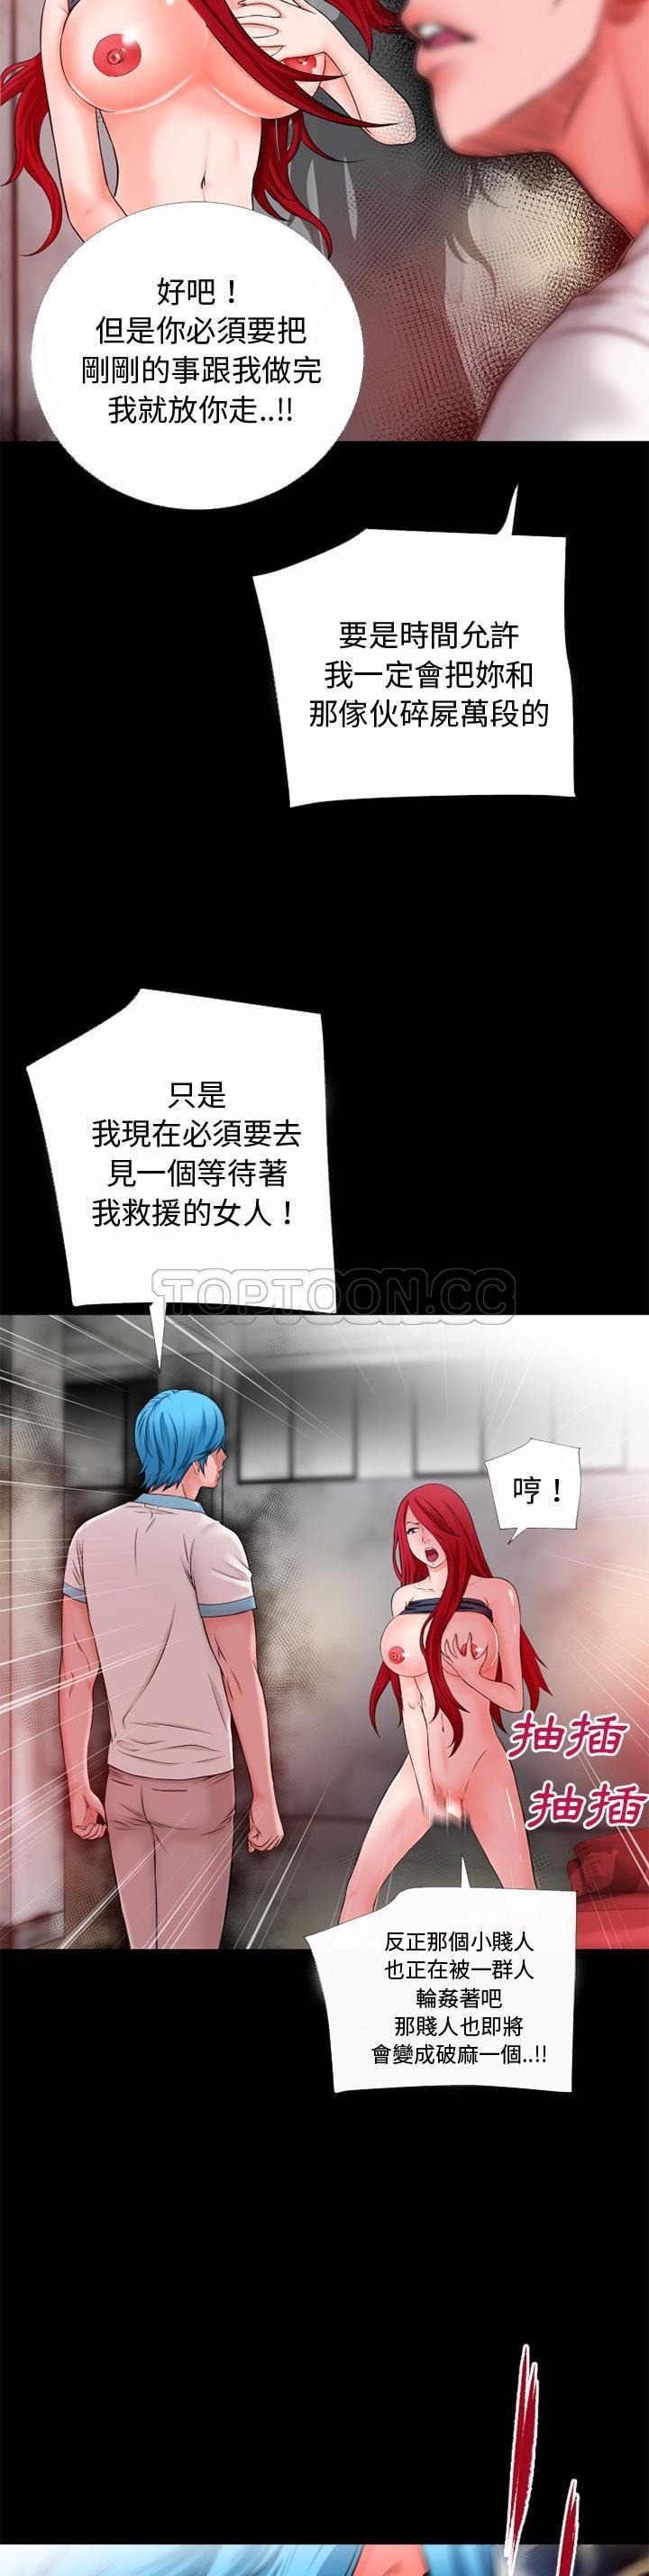 好吧！
但是你必須要把
剛剛的事跟我做完
我就放你走..!!
要是時間允許
我一定會把妳和
那傢伙碎屍萬段的
只是
我現在必須要去
見一個等待著
我救援的女人！
TOPTOON.CC
哼！
抽插
抽插
反正那個小賤人
也正在被一群人
輪姦著吧
那賤人也即將
會變成破麻一個..!!